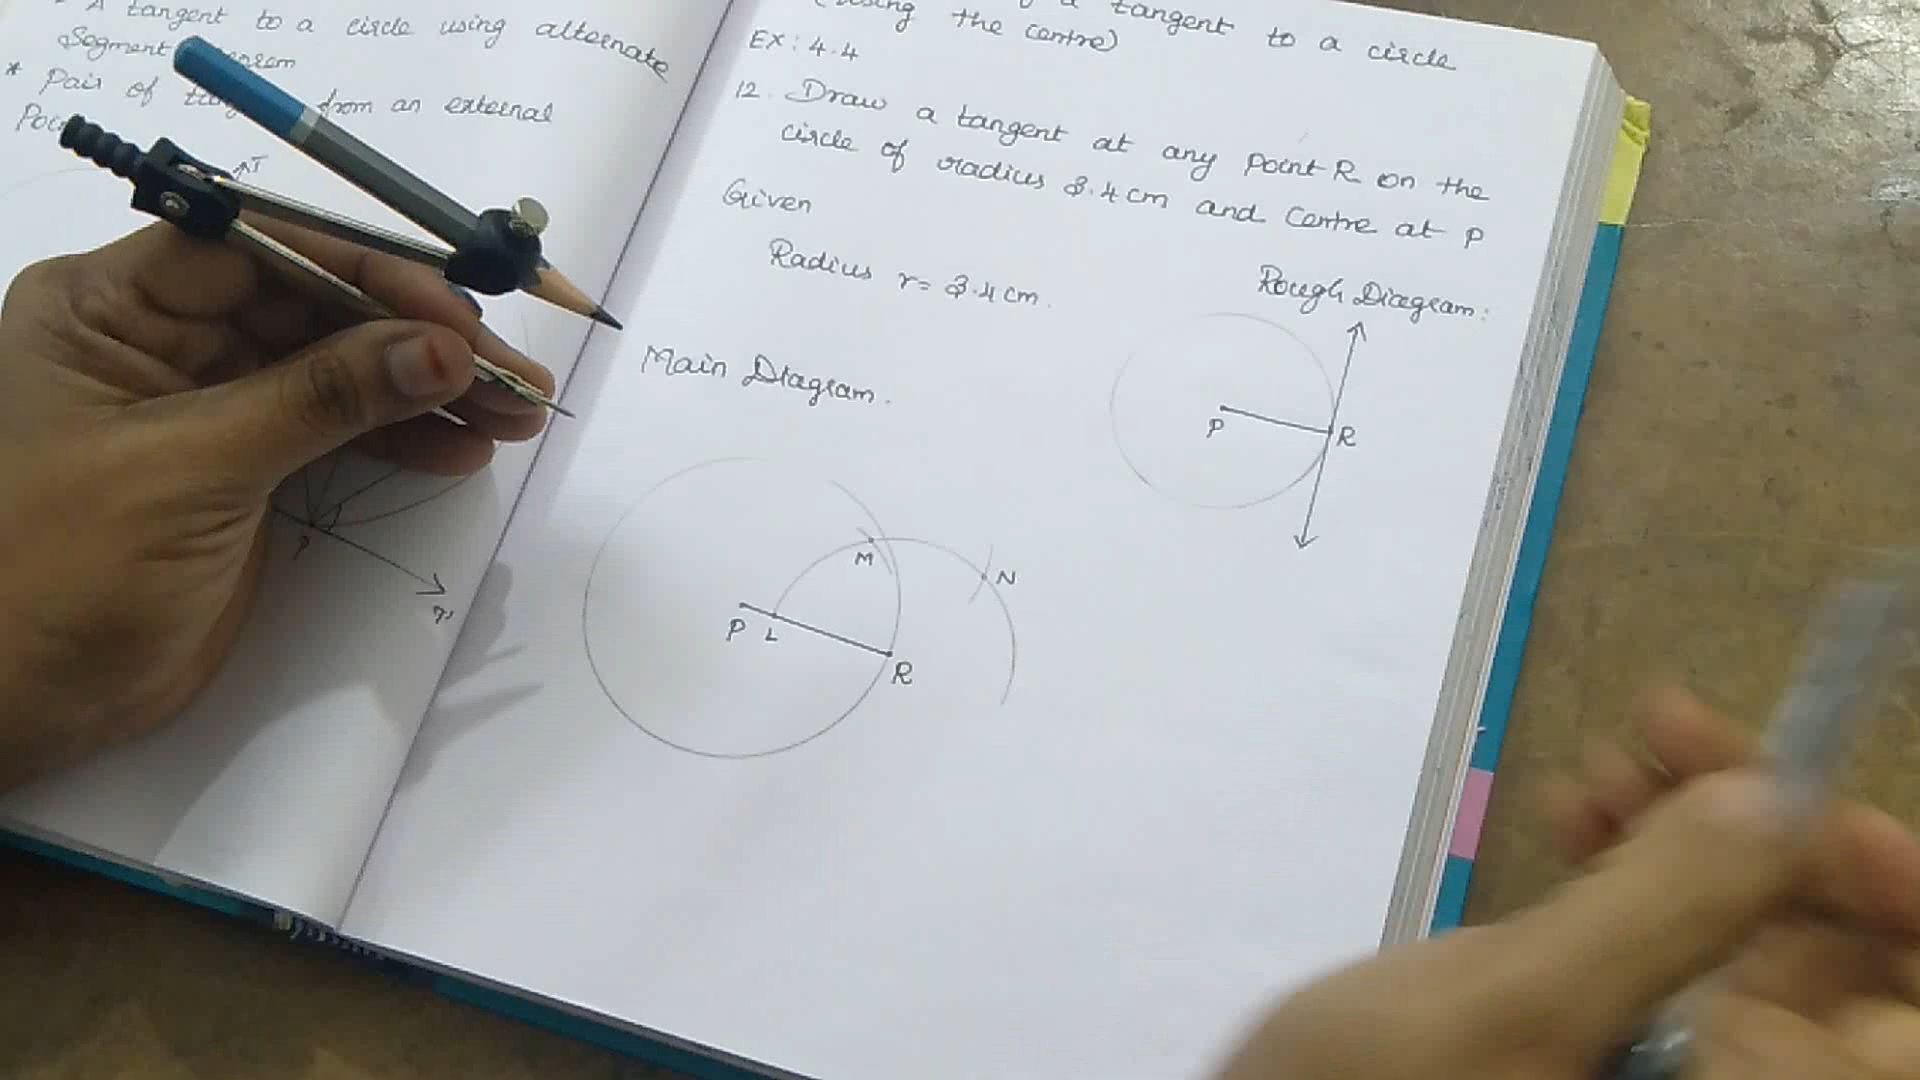 A tangent to a circle using alternate
Segment
* Pair of from an external
T
P
a tangent to a circle
(using the centre)
EX: 4.4
12. Draw a tangent at any point R on the
circle of radius 3.4 cm and centre at P
Given
Radius r = 3.4 cm.
Rough Diagram:
P
R
Main Diagram.
M
N
P L
R